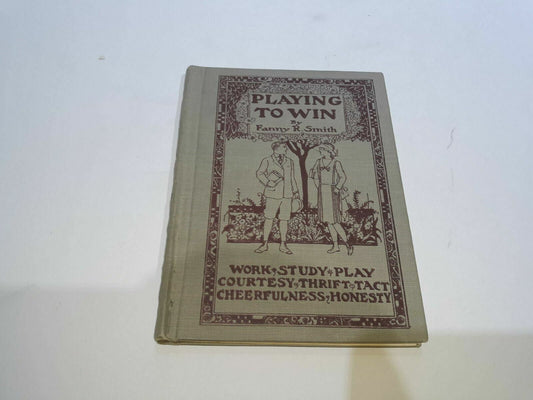 PLAYING
TO WIN
By
Fanny R. Smith
WORK STUDY PLAY
COURTESY THRIFT TACT
CHEERFULNESS HONESTY